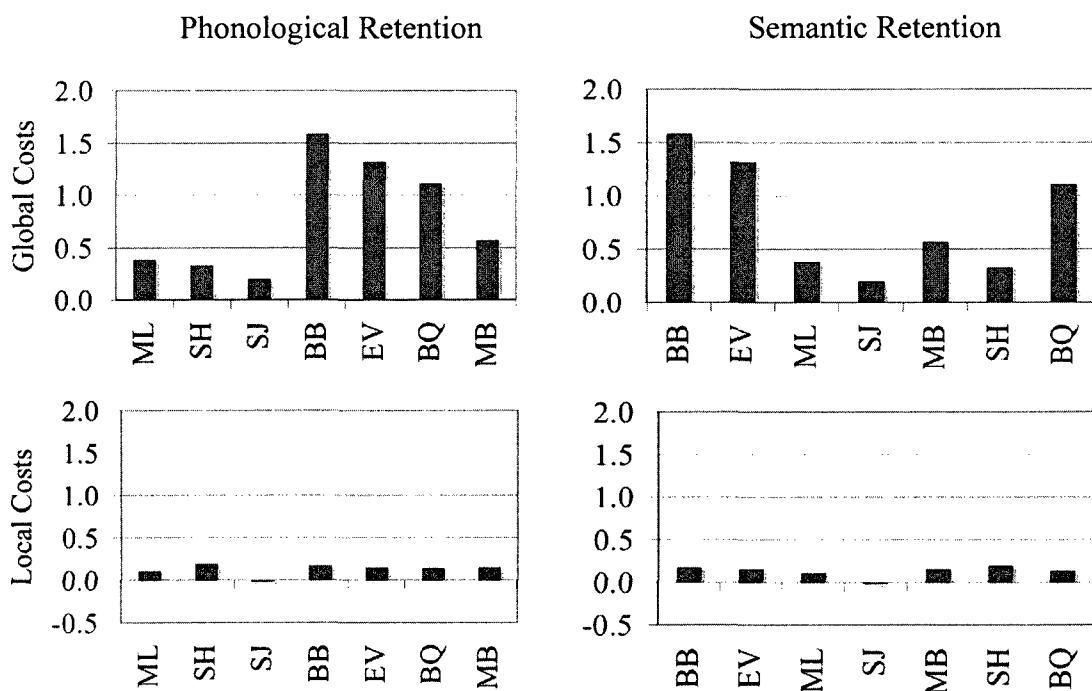 Phonological Retention
Semantic Retention
Global Costs
2.0
1.5
1.0
0.5
0.0
ML
SH
SJ
BB
EV
BQ
MB
2.0
1.5
1.0
0.5
0.0
BB
EV
ML
SJ
MB
SH
BQ
Local Costs
2.0
1.5
1.0
0.5
0.0
-0.5
ML
SH
SJ
BB
EV
BQ
MB
2.0
1.5
1.0
0.5
0.0
-0.5
BB
EV
ML
SJ
MB
SH
BQ